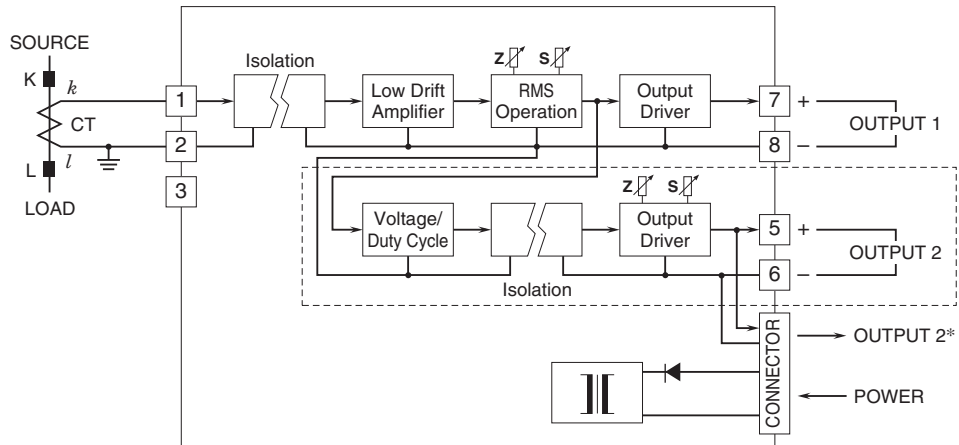 SOURCE
K
k
CT
l
L
LOAD
1
2
3
Isolation
Low Drift
Amplifier
Z
S
RMS
Operation
Output
Driver
7
+
8
–
OUTPUT 1
Voltage/
Duty Cycle
Isolation
Z
S
Output
Driver
5
+
6
–
OUTPUT 2
CONNECTOR
OUTPUT 2*
POWER